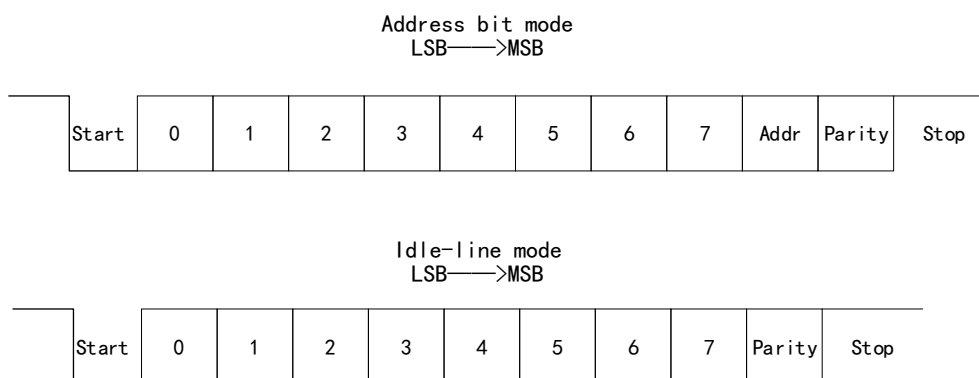 Address bit mode
LSB——>MSB
Start 0 1 2 3 4 5 6 7 Addr Parity Stop
Idle-line mode
LSB——>MSB
Start 0 1 2 3 4 5 6 7 Parity Stop